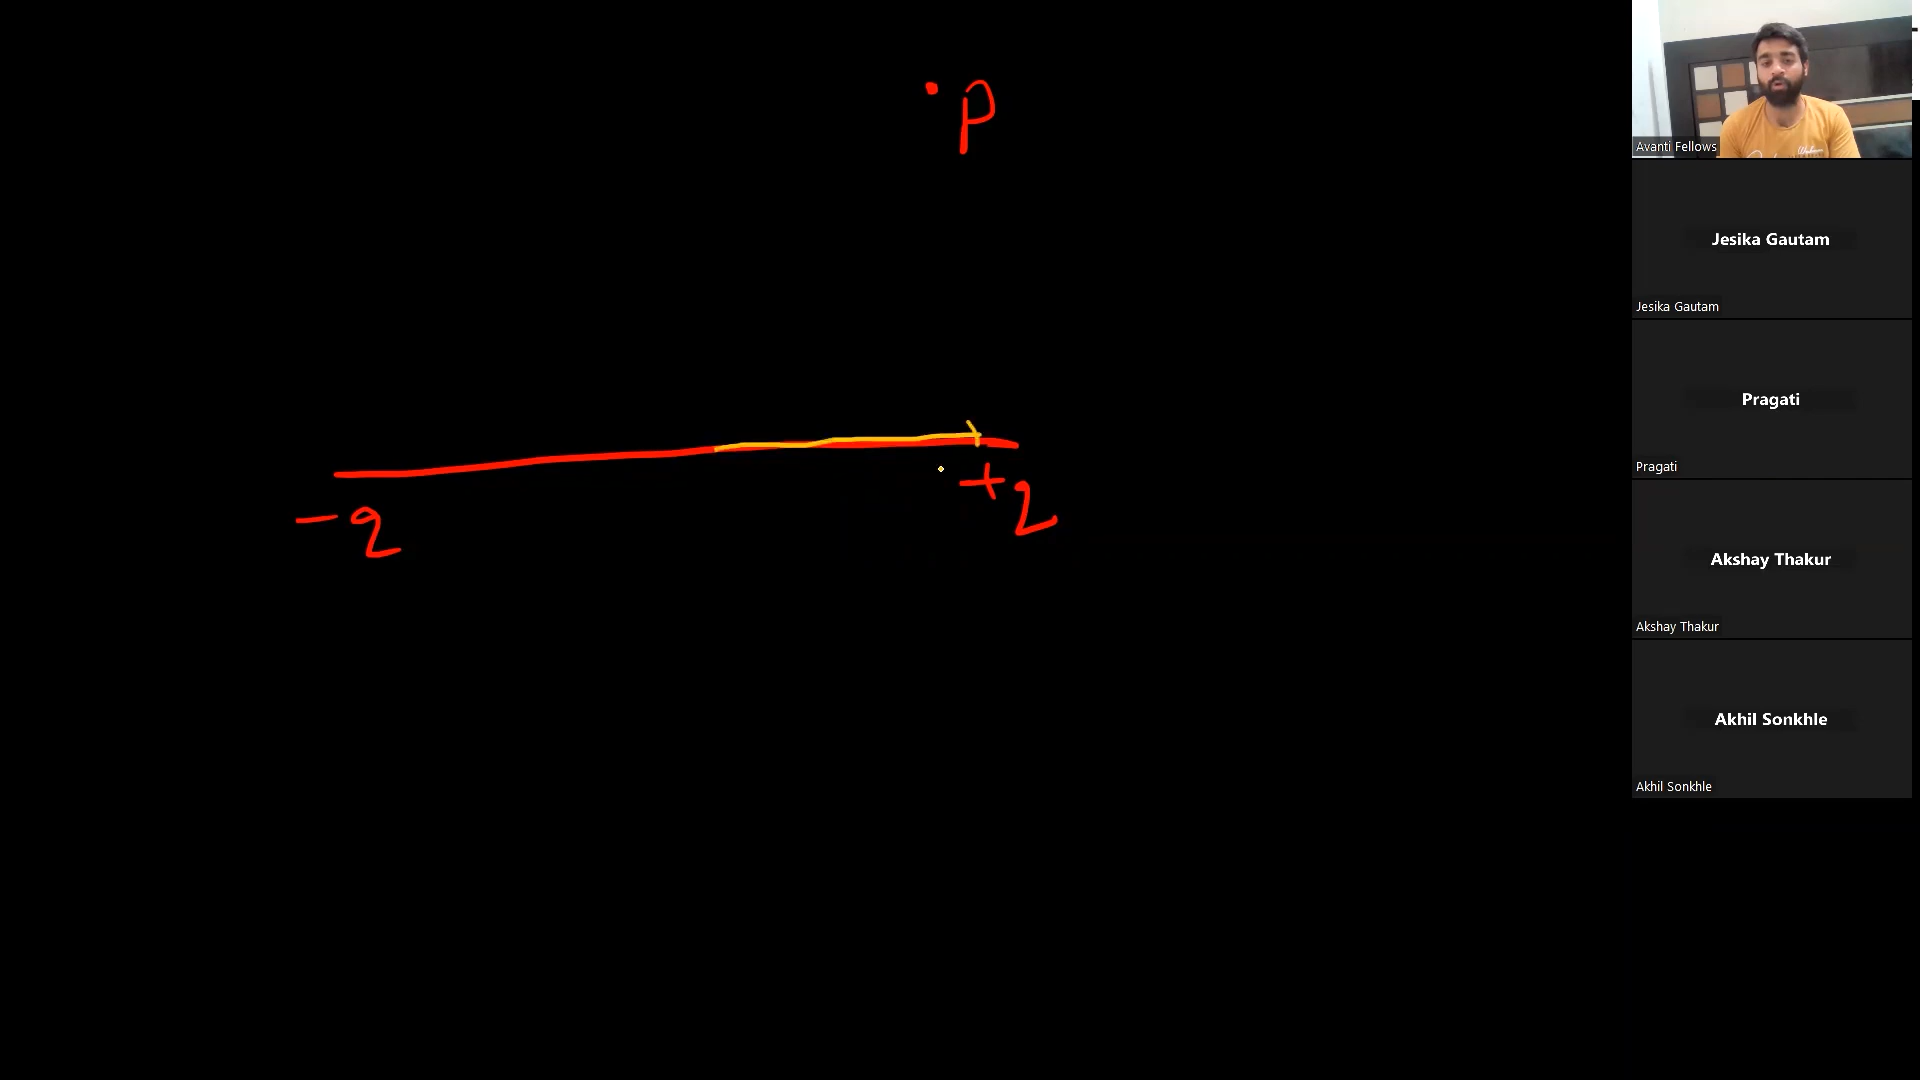 P
- q
+ q
Avanti Fellows
Jesika Gautam
Jesika Gautam
Pragati
Pragati
Akshay Thakur
Akshay Thakur
Akhil Sonkhle
Akhil Sonkhle